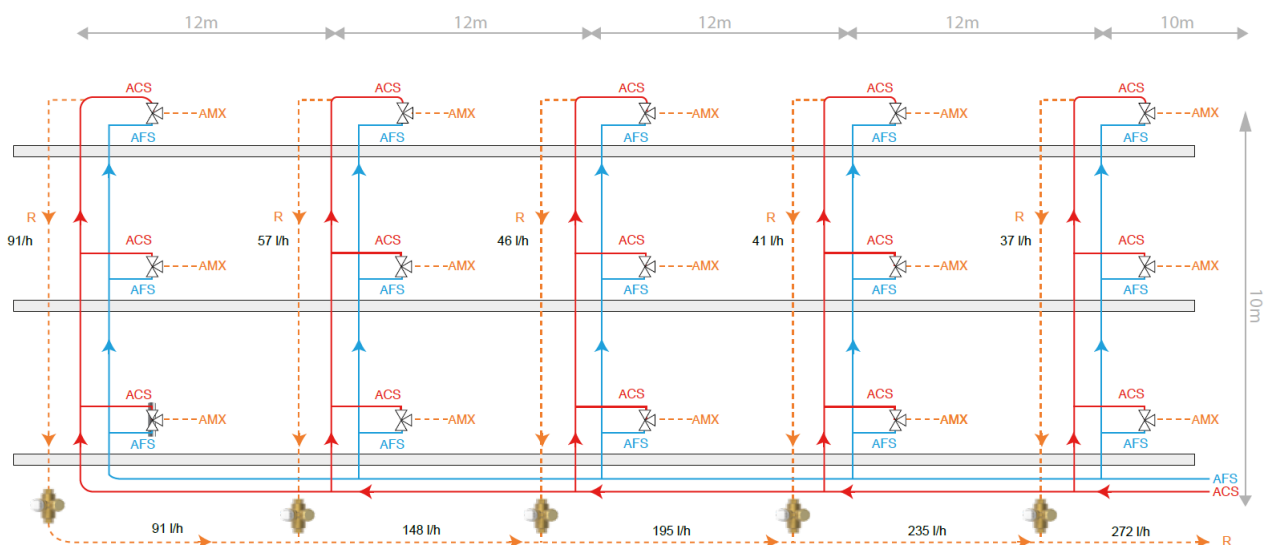 12m 12m 12m 12m 10m
ACS ACS ACS ACS ACS
AMX AMX AMX AMX AMX
AFS AFS AFS AFS AFS
R R R R R
91/h 57 l/h 46 l/h 41 l/h 37 l/h
ACS ACS ACS ACS ACS
AMX AMX AMX AMX AMX
AFS AFS AFS AFS AFS
10m
ACS ACS ACS ACS ACS
AMX AMX AMX AMX AMX
AFS AFS AFS AFS AFS
AFS
ACS
91 l/h 148 l/h 195 l/h 235 l/h 272 l/h
R